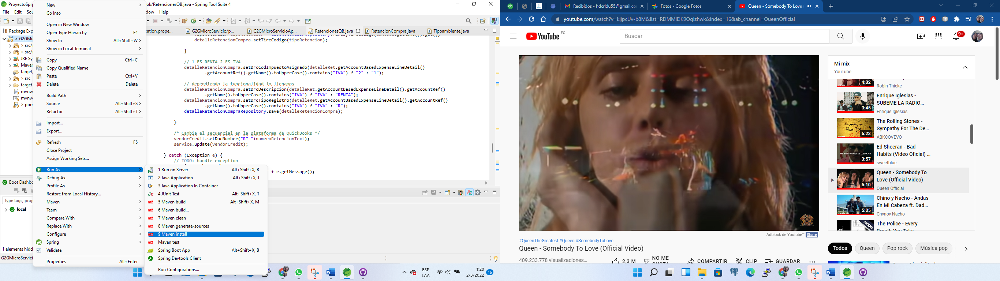 ProyectoSpr
ok/RetencionesQB.java - Spring Tool Suite 4
File Edit Sou
dow Help
Package Exp
cation.prope...
G2GMicroServicio/p...
G2GMicroServicioAp...
RetencionesQB.java
RetencionCompra.java
Tipoambiente.java
> G2GMi
> src/
> src/
JRE Sy
Maven
target
> src
target
mvnw
mvnw
> pom
New
Go Into
Open in New Window
Open Type Hierarchy F4
Show In Alt+Shift+W >
Show in Local Terminal
Copy Ctrl+C
Copy Qualified Name
Paste Ctrl+V
Delete Delete
Build Path
Source Alt+Shift+S >
Refactor Alt+Shift+T >
Import...
Export...
Refresh F5
Close Project
Assign Working Sets...
Run As
Debug As
Profile As
Restore from Local History...
Maven
Team
Compare With
Replace With
Configure
Spring
Validate
Properties Alt+Enter
1 Run on Server Alt+Shift+X, R
2 Java Application Alt+Shift+X, J
3 Java Application In Container
4 JUnit Test Alt+Shift+X, T
5 Maven build Alt+Shift+X, M
6 Maven build...
7 Maven clean
8 Maven generate-sources
9 Maven install
Maven test
Spring Boot App Alt+Shift+X, B
Spring Devtools Client
Run Configurations...
detalleRetencionCompra.setTireCodigo(tipoRetencion);
}
// 1 ES RENTA 2 ES IVA
detalleRetencionCompra.setDrcCodImpuestoAsignado(detalleRet.getAccountBasedExpenseLineDetail()
.getAccountRef().getName().toUpperCase().contains("IVA") ? "2" : "1");
// dependiendo la funcionalidad lo llenamos
detalleRetencionCompra.setDrcDescripcion(detalleRet.getAccountBasedExpenseLineDetail().getAccountRef()
.getName().toUpperCase().contains("IVA") ? "IVA" : "RENTA");
detalleRetencionCompra.setDrcTipoRegistro(detalleRet.getAccountBasedExpenseLineDetail().getAccountRef()
.getName().toUpperCase().contains("IVA") ? "IVA" : "R");
detalleRetencionCompraRepository.save(detalleRetencionCompra);
}
/* Cambia el secuencial en la plataforma de QuickBooks */
vendorCredit.setDocNumber("RT-"+numeroRetencionText);
service.update(vendorCredit);
} catch (Exception e) {
// TODO: handle exception
+ e.getMessage();
Boot Dashbo
Type tags, proj
local
1 elements hidd
G2GMicroServici
ESP
LAA
1:20
2/3/2022
16
Recibidos - hdcrldu55@gmail.co
Fotos - Google Fotos
Queen - Somebody To Love
youtube.com/watch?v=kijpcUv-b8M&list=RDMMIDK9QqIzhwk&index=16&ab_channel=QueenOfficial
YouTube EC
Buscar
9+
Mi mix
YouTube
4:32
Robin Thicke
Enrique Iglesias -
SUBEME LA RADIO...
3:45
Enrique Iglesias
The Rolling Stones -
Sympathy For The De...
6:23
ABKCOVEVO
Ed Sheeran - Bad
Habits (Video Oficial) ...
3:57
sweetblue.
Queen - Somebody To
Love (Official Video)
5:10
Queen Official
Chino y Nacho - Andas
En Mi Cabeza ft. Dad...
5:05
Chynoy Nacho
The Police - Every
Breath You Take
Adblock de Youtube™ Share
#QueenTheGreatest #Queen #SomebodyToLove
Queen - Somebody To Love (Official Video)
409.233.778 visualizaciones...
2,3 M
NO ME
GUSTA
COMPARTIR
CLIP
GUARDAR
Todos
Queen
Pop rock
Música pop